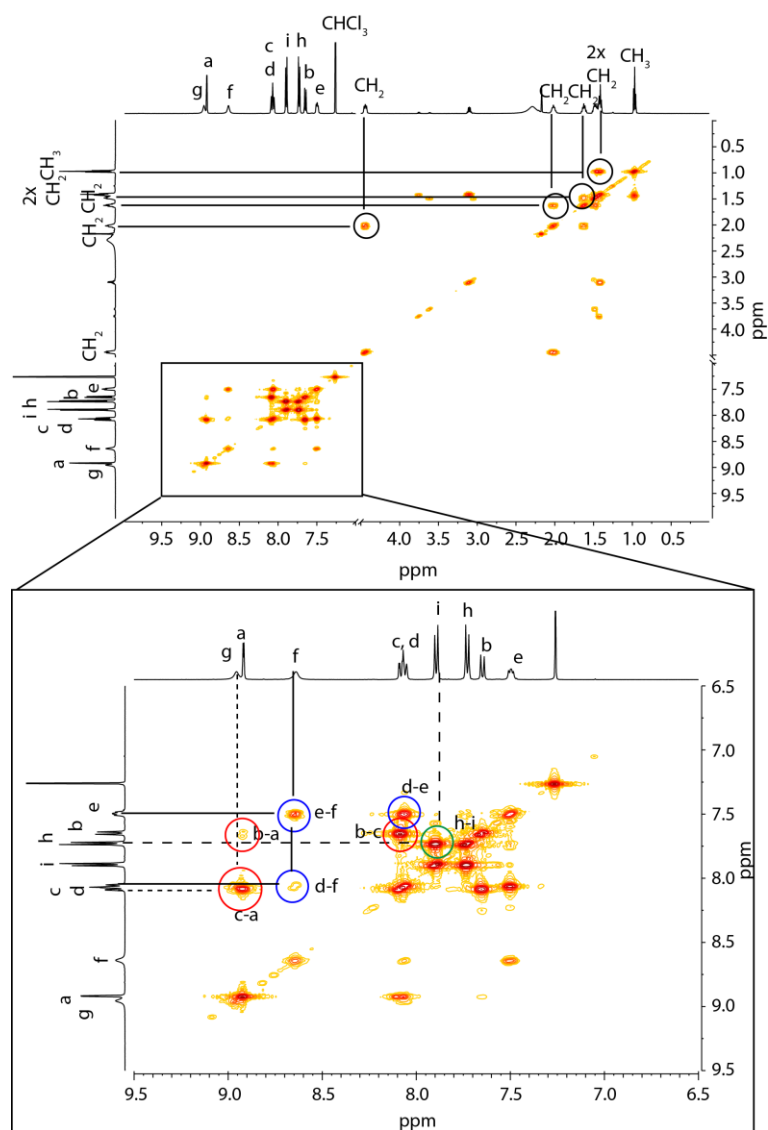 CHCl3
c i h
a
d b
g f e
CH2
CH2
CH2
2x
CH2
CH3
2x
CH2
CH3
CH2
CH2
CH2
e
b
i h
c d
f
a
g
0.5
1.0
1.5
2.0
2.5
3.0
3.5
4.0
7.5
8.0
8.5
9.0
9.5
ppm
9.5 9.0 8.5 8.0 7.5 4.0 3.5 3.0 2.5 2.0 1.5 1.0 0.5 0.0
ppm
i
h
a
g f c, d b e
e
b
h
i
d
c
f
a
g
e-f
d-e
b-a
b-c
h-i
d-f
c-a
6.5
7.0
7.5
8.0
8.5
9.0
9.5
ppm
9.5 9.0 8.5 8.0 7.5 7.0 6.5
ppm